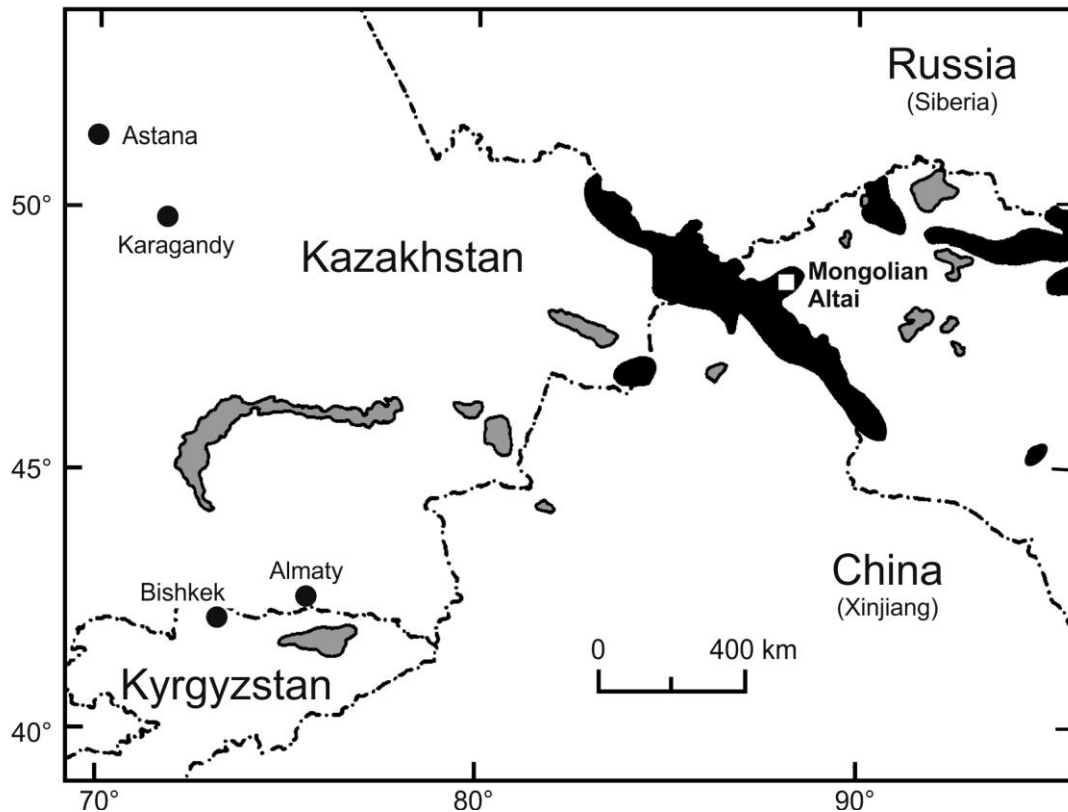 Russia
(Siberia)
Astana
50°
Karagandy
Kazakhstan
Mongolian
Altai
45°
Almaty
Bishkek
China
(Xinjiang)
0 400 km
Kyrgyzstan
40°
70° 80° 90°